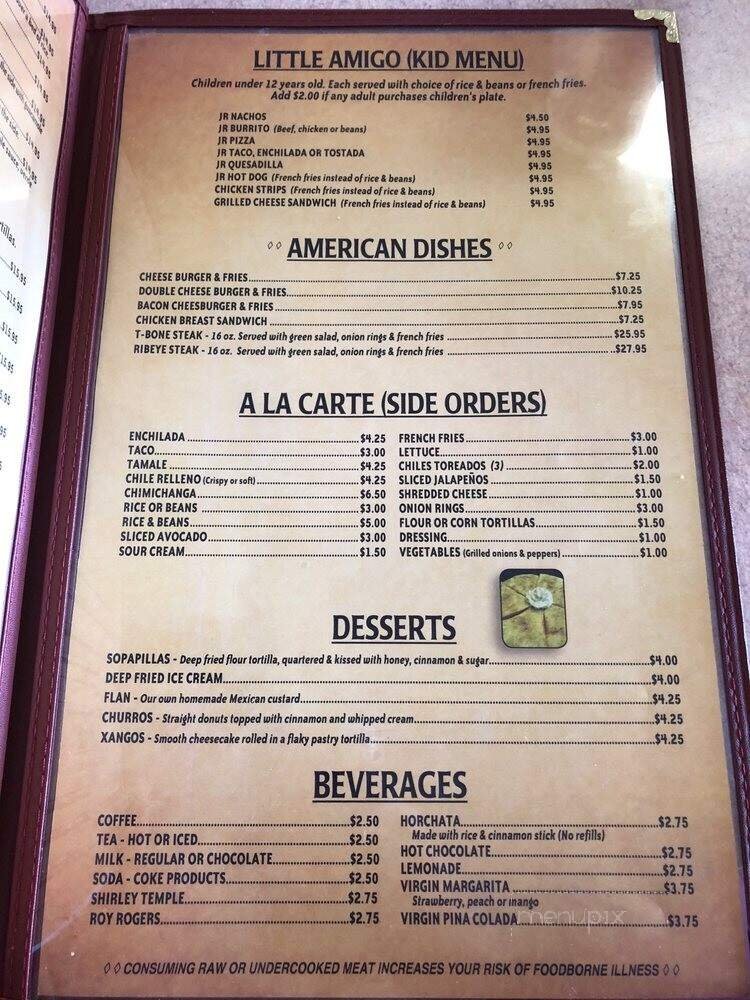 LITTLE AMIGO (KID MENU)
Children under 12 years old. Each served with choice of rice & beans or french fries.
Add $2.00 if any adult purchases children's plate.
JR NACHOS $4.50
JR BURRITO (Beef, chicken or beans) $4.95
JR PIZZA $4.95
JR TACO, ENCHILADA OR TOSTADA $4.95
JR QUESADILLA $4.95
JR HOT DOG (French fries instead of rice & beans) $4.95
CHICKEN STRIPS (French fries instead of rice & beans) $4.95
GRILLED CHEESE SANDWICH (French fries instead of rice & beans) $4.95
AMERICAN DISHES
CHEESE BURGER & FRIES $7.25
DOUBLE CHEESE BURGER & FRIES $10.25
BACON CHEESBURGER & FRIES $7.95
CHICKEN BREAST SANDWICH $7.25
T-BONE STEAK - 16 oz. Served with green salad, onion rings & french fries $25.95
RIBEYE STEAK - 16 oz. Served with green salad, onion rings & french fries $27.95
A LA CARTE (SIDE ORDERS)
ENCHILADA $4.25
TACO $3.00
TAMALE $4.25
CHILE RELLENO (Crispy or soft) $4.25
CHIMICHANGA $6.50
RICE OR BEANS $3.00
RICE & BEANS $5.00
SLICED AVOCADO $3.00
SOUR CREAM $1.50
FRENCH FRIES $3.00
LETTUCE $1.00
CHILES TOREADOS (3) $2.00
SLICED JALAPEÑOS $1.50
SHREDDED CHEESE $1.00
ONION RINGS $3.00
FLOUR OR CORN TORTILLAS $1.50
DRESSING $1.00
VEGETABLES (Grilled onions & peppers) $1.00
DESSERTS
SOPAPILLAS - Deep fried flour tortilla, quartered & kissed with honey, cinnamon & sugar $4.00
DEEP FRIED ICE CREAM $4.00
FLAN - Our own homemade Mexican custard $4.25
CHURROS - Straight donuts topped with cinnamon and whipped cream $4.25
XANGOS - Smooth cheesecake rolled in a flaky pastry tortilla $4.25
BEVERAGES
COFFEE $2.50
TEA - HOT OR ICED $2.50
MILK - REGULAR OR CHOCOLATE $2.50
SODA - COKE PRODUCTS $2.50
SHIRLEY TEMPLE $2.75
ROY ROGERS $2.75
HORCHATA $2.75
Made with rice & cinnamon stick (No refills)
HOT CHOCOLATE $2.75
LEMONADE $2.75
VIRGIN MARGARITA $3.75
Strawberry, peach or mango
VIRGIN PINA COLADA $3.75
menupix
CONSUMING RAW OR UNDERCOOKED MEAT INCREASES YOUR RISK OF FOODBORNE ILLNESS